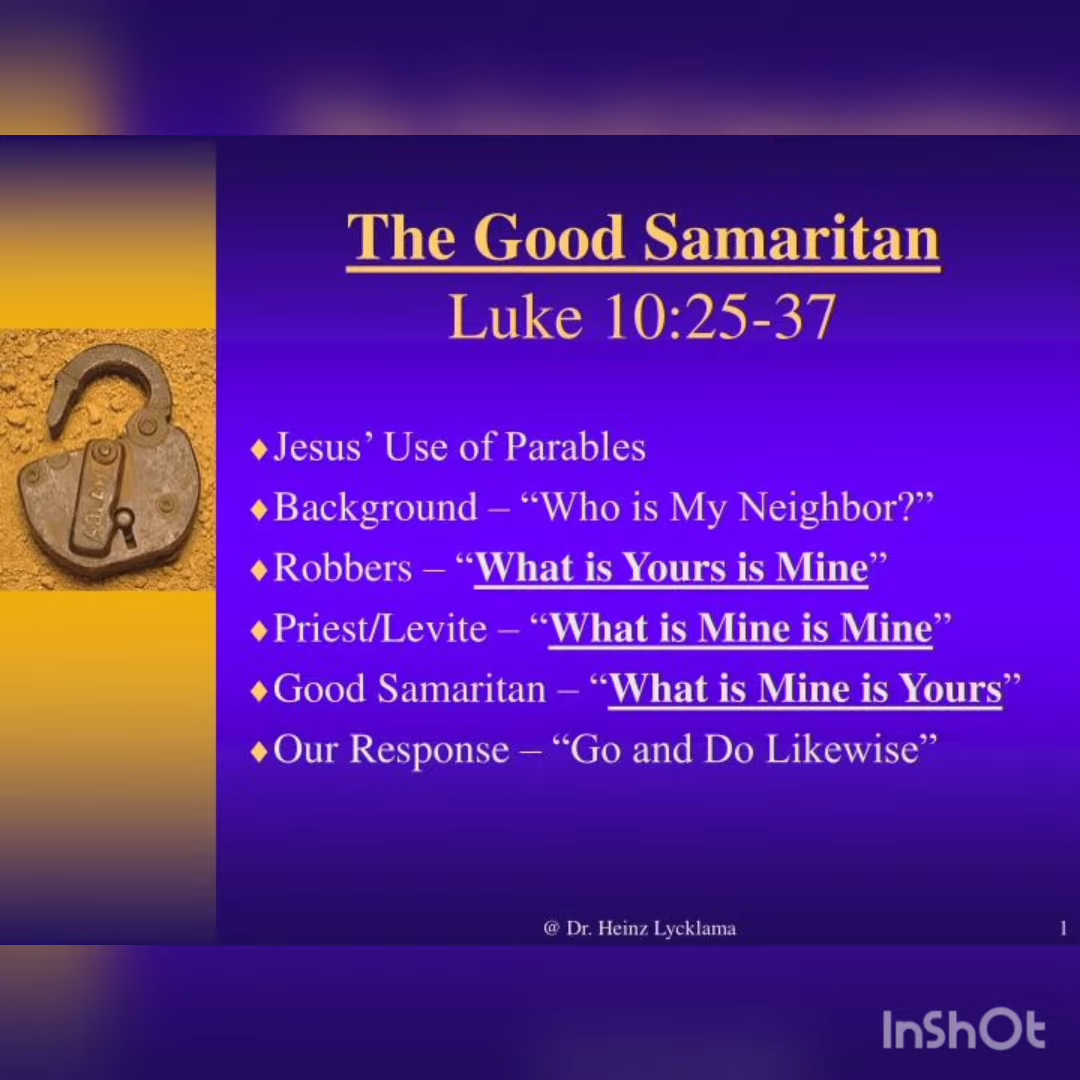 The Good Samaritan
Luke 10:25-37
♦Jesus’ Use of Parables
♦Background – “Who is My Neighbor?”
♦Robbers – “What is Yours is Mine”
♦Priest/Levite – “What is Mine is Mine”
♦Good Samaritan – “What is Mine is Yours”
♦Our Response – “Go and Do Likewise”
@ Dr. Heinz Lycklama
1
InShOt